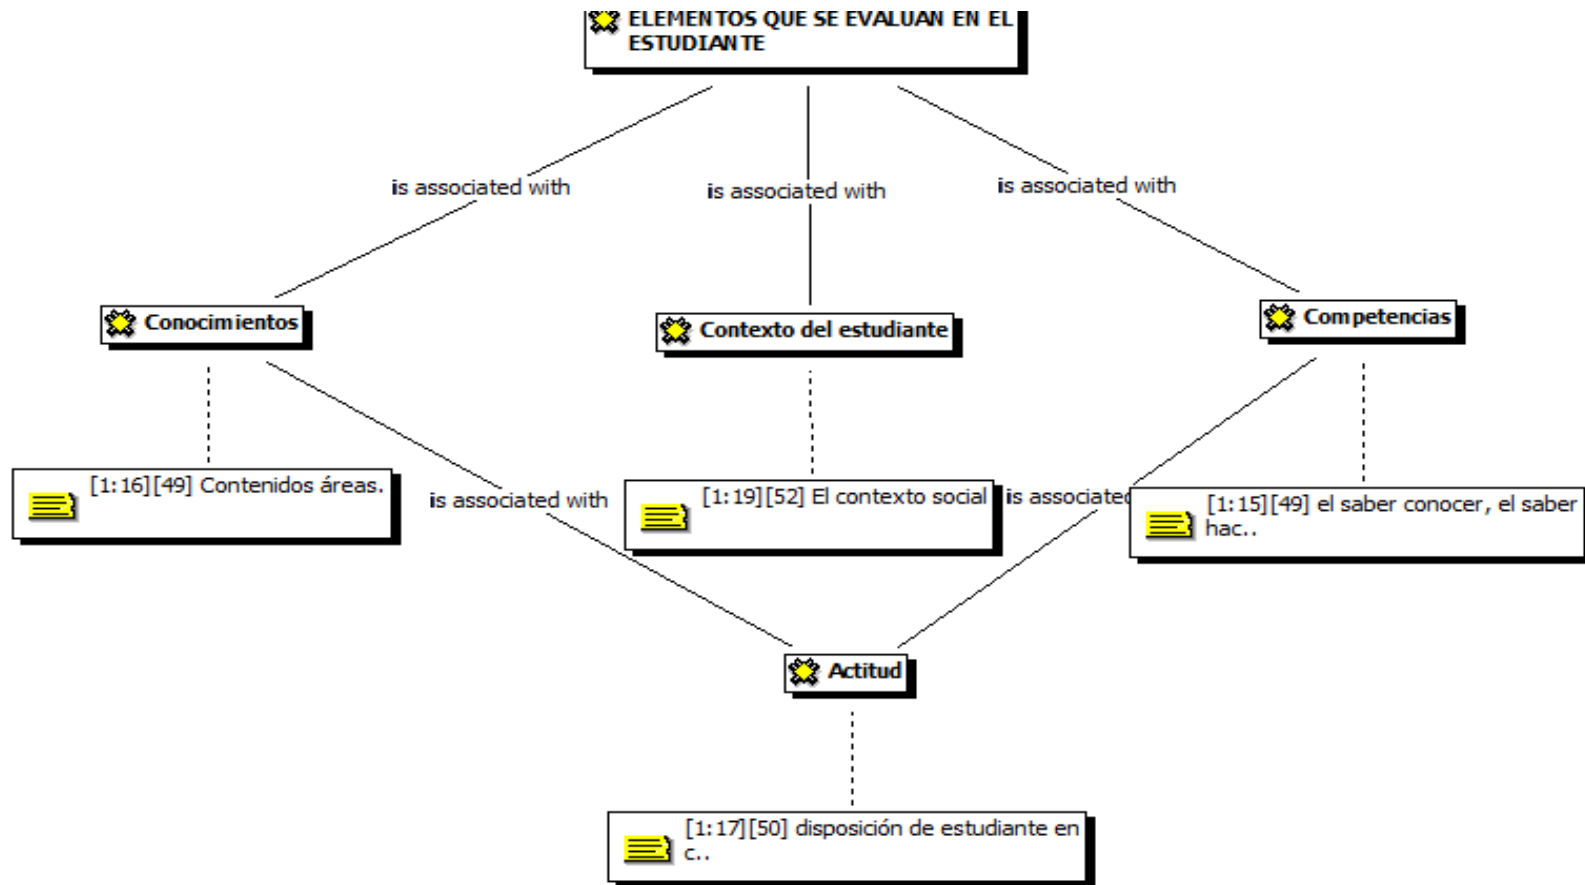 ELEMENTOS QUE SE EVALUAN EN EL
ESTUDIANTE
is associated with
is associated with
is associated with
Conocimientos
Contexto del estudiante
Competencias
[1:16][49] Contenidos áreas.
is associated with
[1:19][52] El contexto social
is associated
[1:15][49] el saber conocer, el saber
hac..
Actitud
[1:17][50] disposición de estudiante en
c..